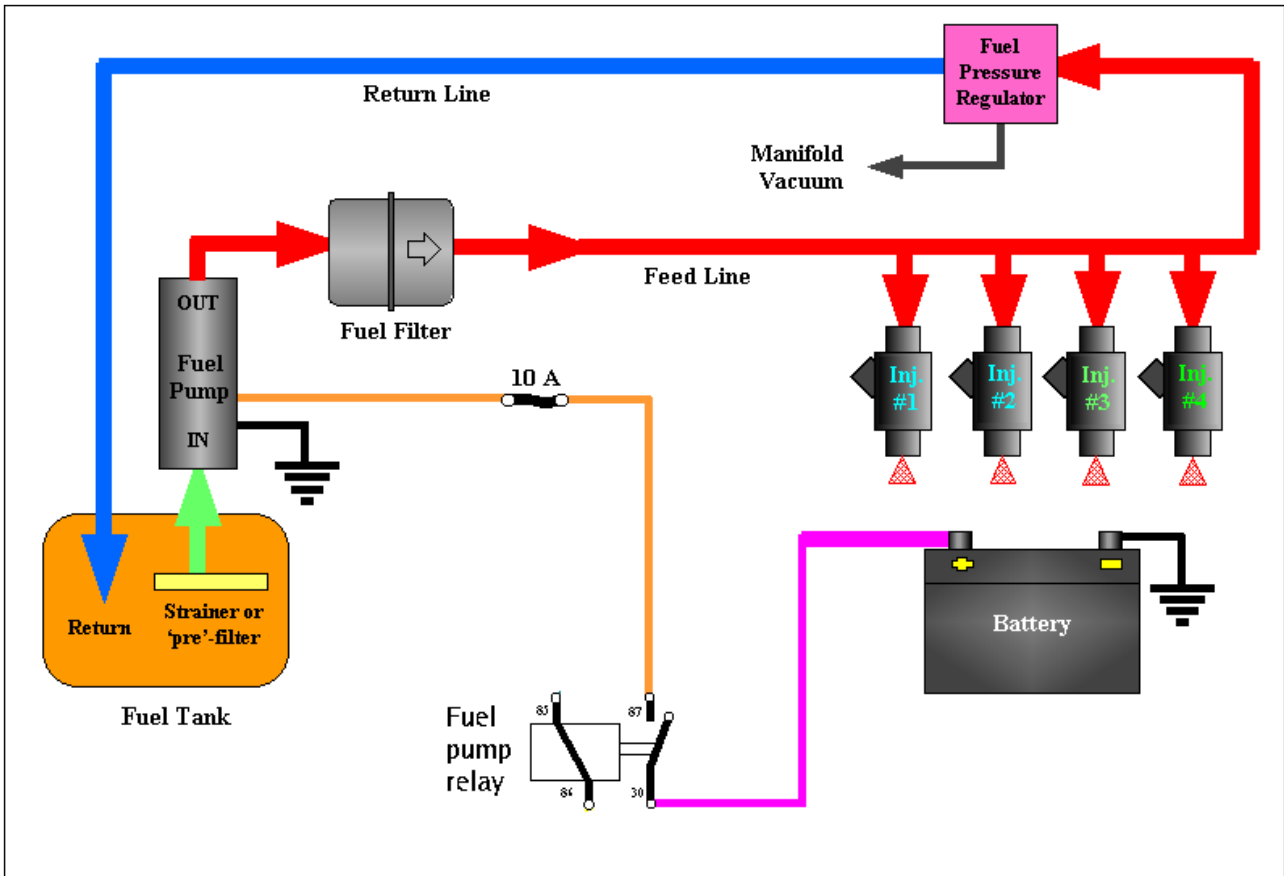 Fuel
Pressure
Regulator
Return Line
Manifold
Vacuum
OUT
Fuel
Pump
IN
Fuel Filter
Feed Line
10 A
Inj.
#1
Inj.
#2
Inj.
#3
Inj.
#4
Return
Strainer or
‘pre’-filter
Fuel Tank
Battery
Fuel
pump
relay
85
87
86
30